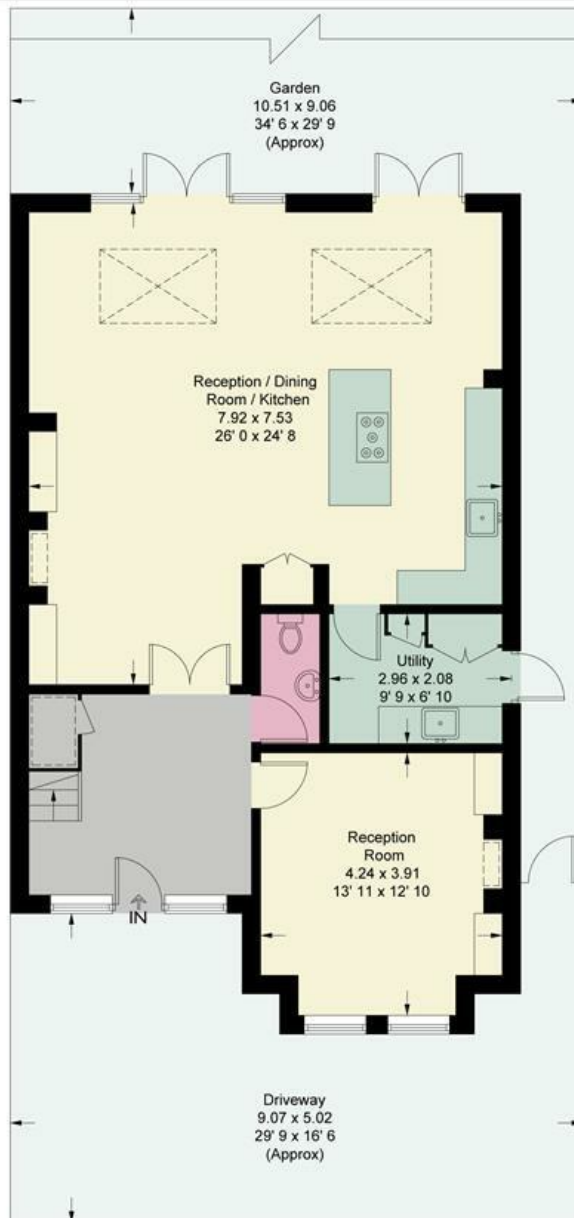 Garden
10.51 x 9.06
34' 6 x 29' 9
(Approx)
Reception / Dining
Room / Kitchen
7.92 x 7.53
26' 0 x 24' 8
Utility
2.96 x 2.08
9' 9 x 6' 10
Reception
Room
4.24 x 3.91
13' 11 x 12' 10
IN
Driveway
9.07 x 5.02
29' 9 x 16' 6
(Approx)